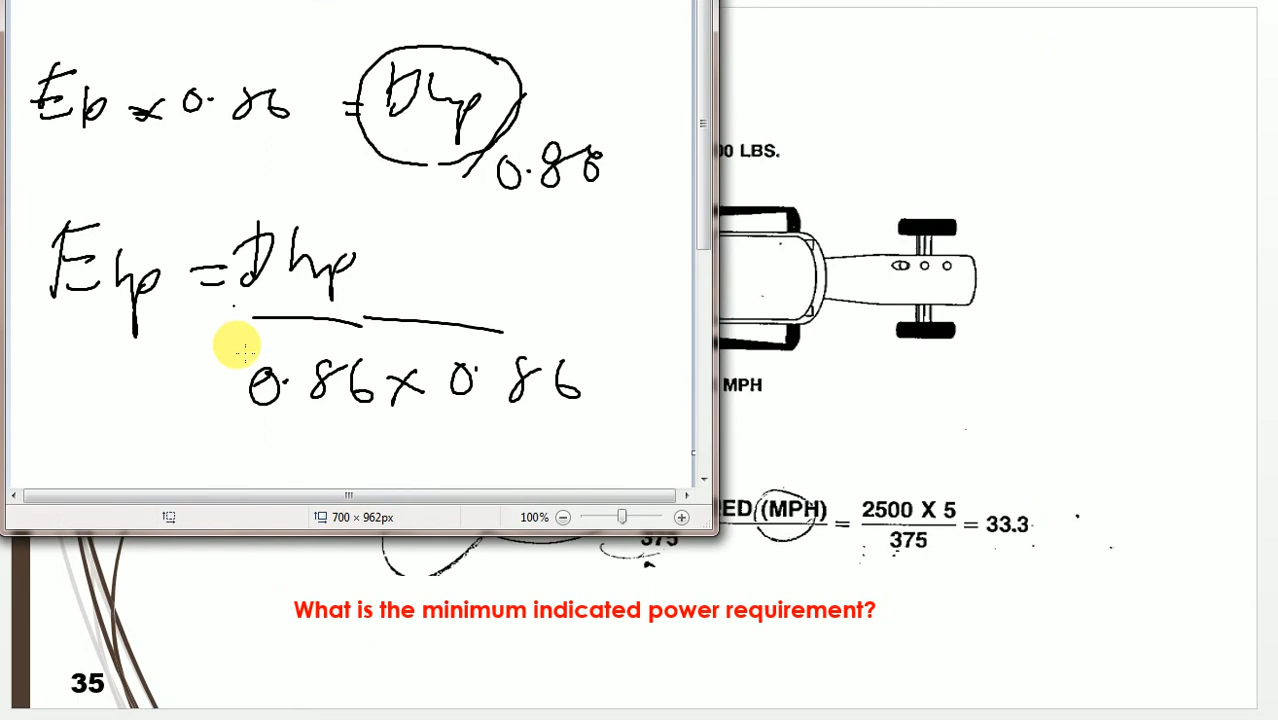 Eb × 0.86 = Dhp
0.86
Ehp = Dhp
0.86 × 0.86
700 × 962px
100%
00 LBS.
MPH
ED (MPH) = 2500 X 5 = 33.3
375
375
What is the minimum indicated power requirement?
35